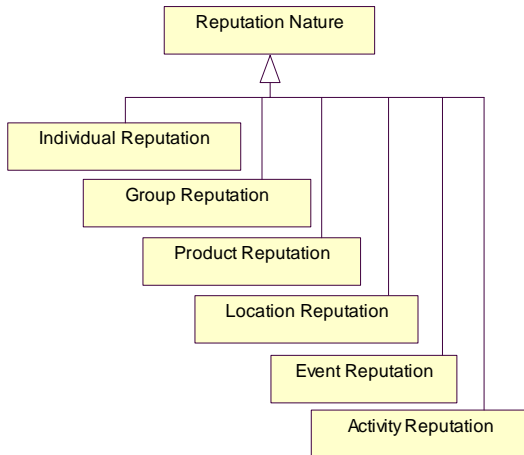 Reputation Nature
Individual Reputation
Group Reputation
Product Reputation
Location Reputation
Event Reputation
Activity Reputation